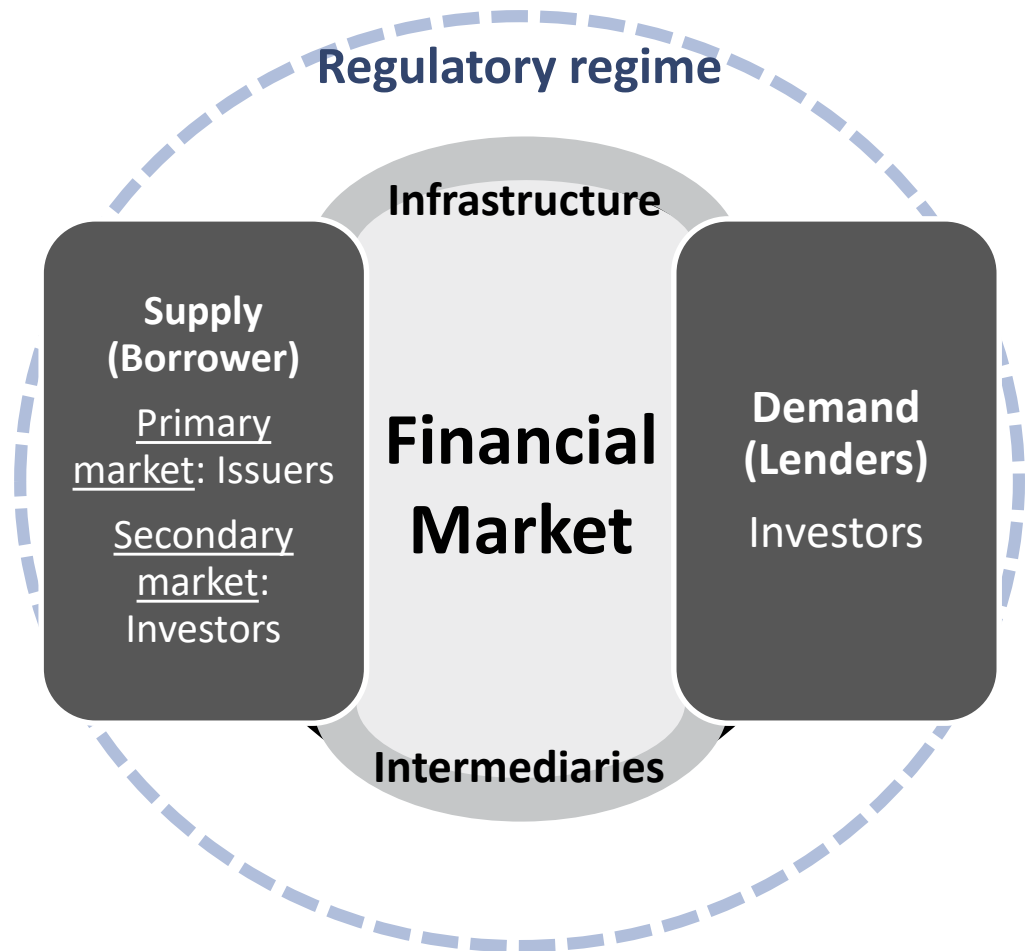 Regulatory regime
Infrastructure
Supply
(Borrower)
Primary
market: Issuers
Secondary
market:
Investors
Financial
Market
Demand
(Lenders)
Investors
Intermediaries